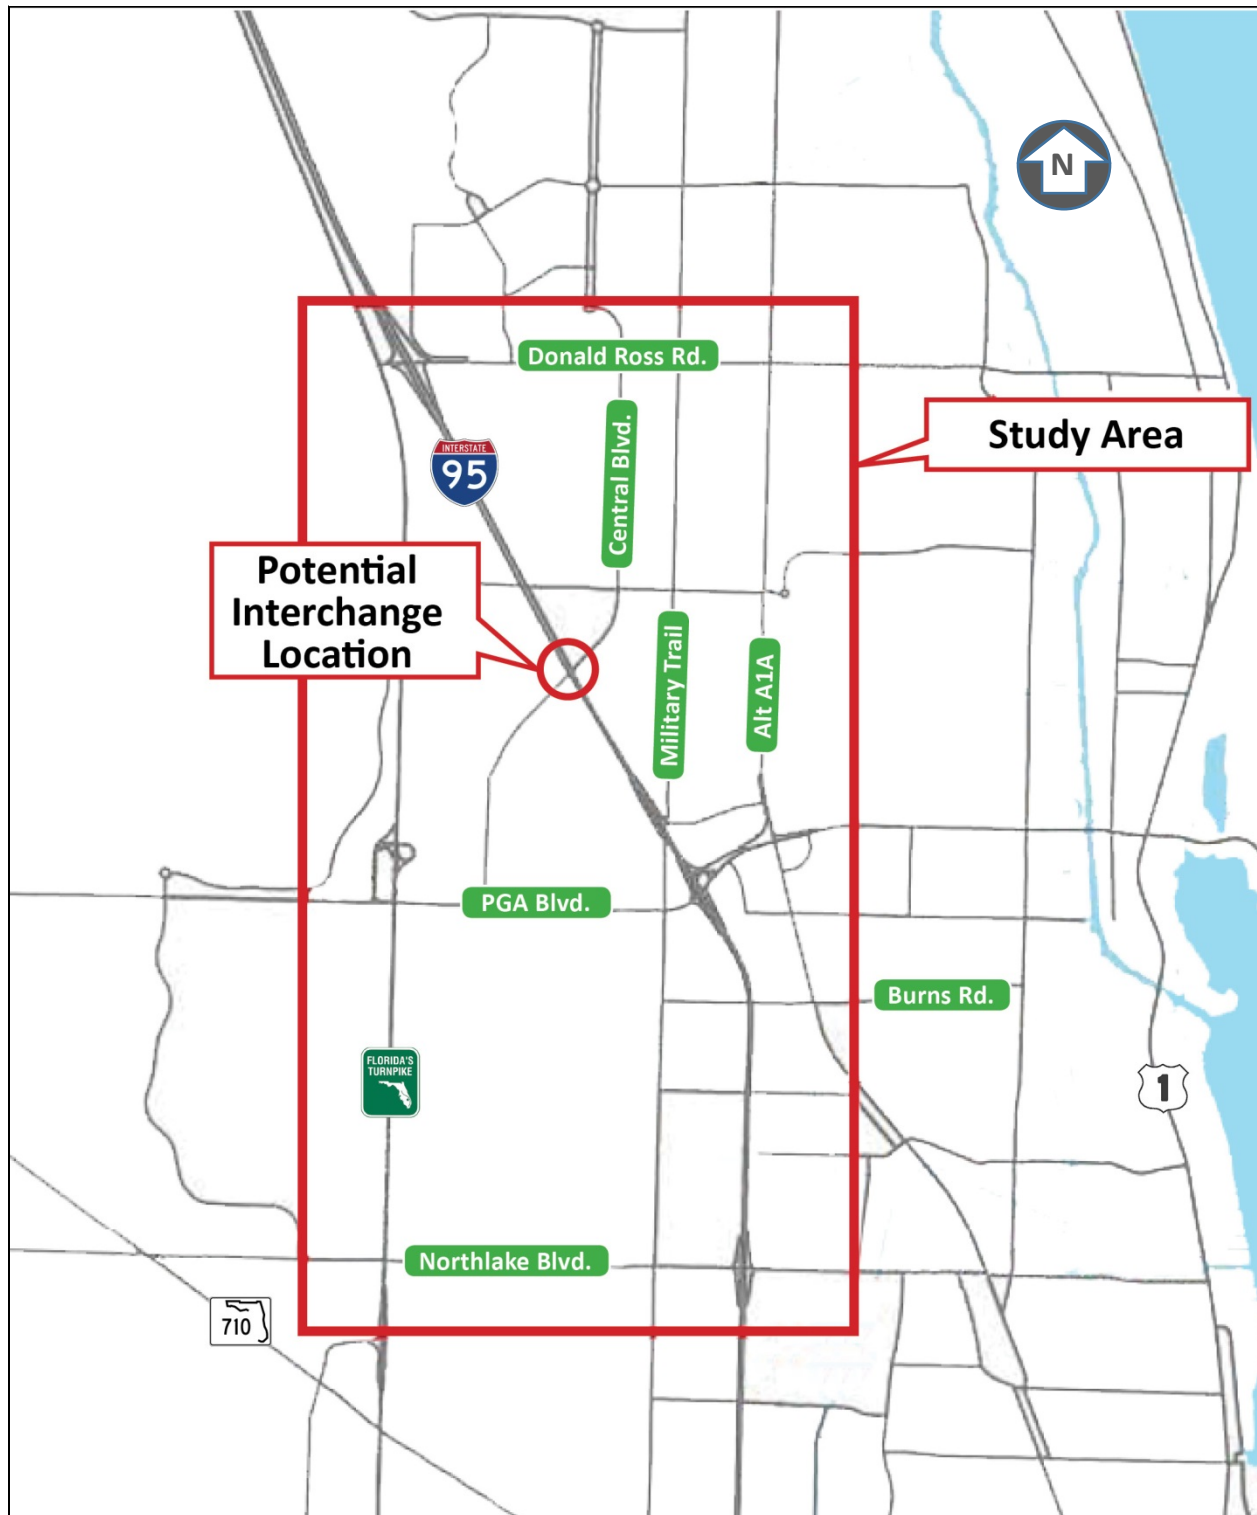 N
Donald Ross Rd.
Central Blvd.
Study Area
INTERSTATE
95
Potential
Interchange
Location
Military Trail
Alt A1A
PGA Blvd.
Burns Rd.
FLORIDA'S
TURNPIKE
1
Northlake Blvd.
710